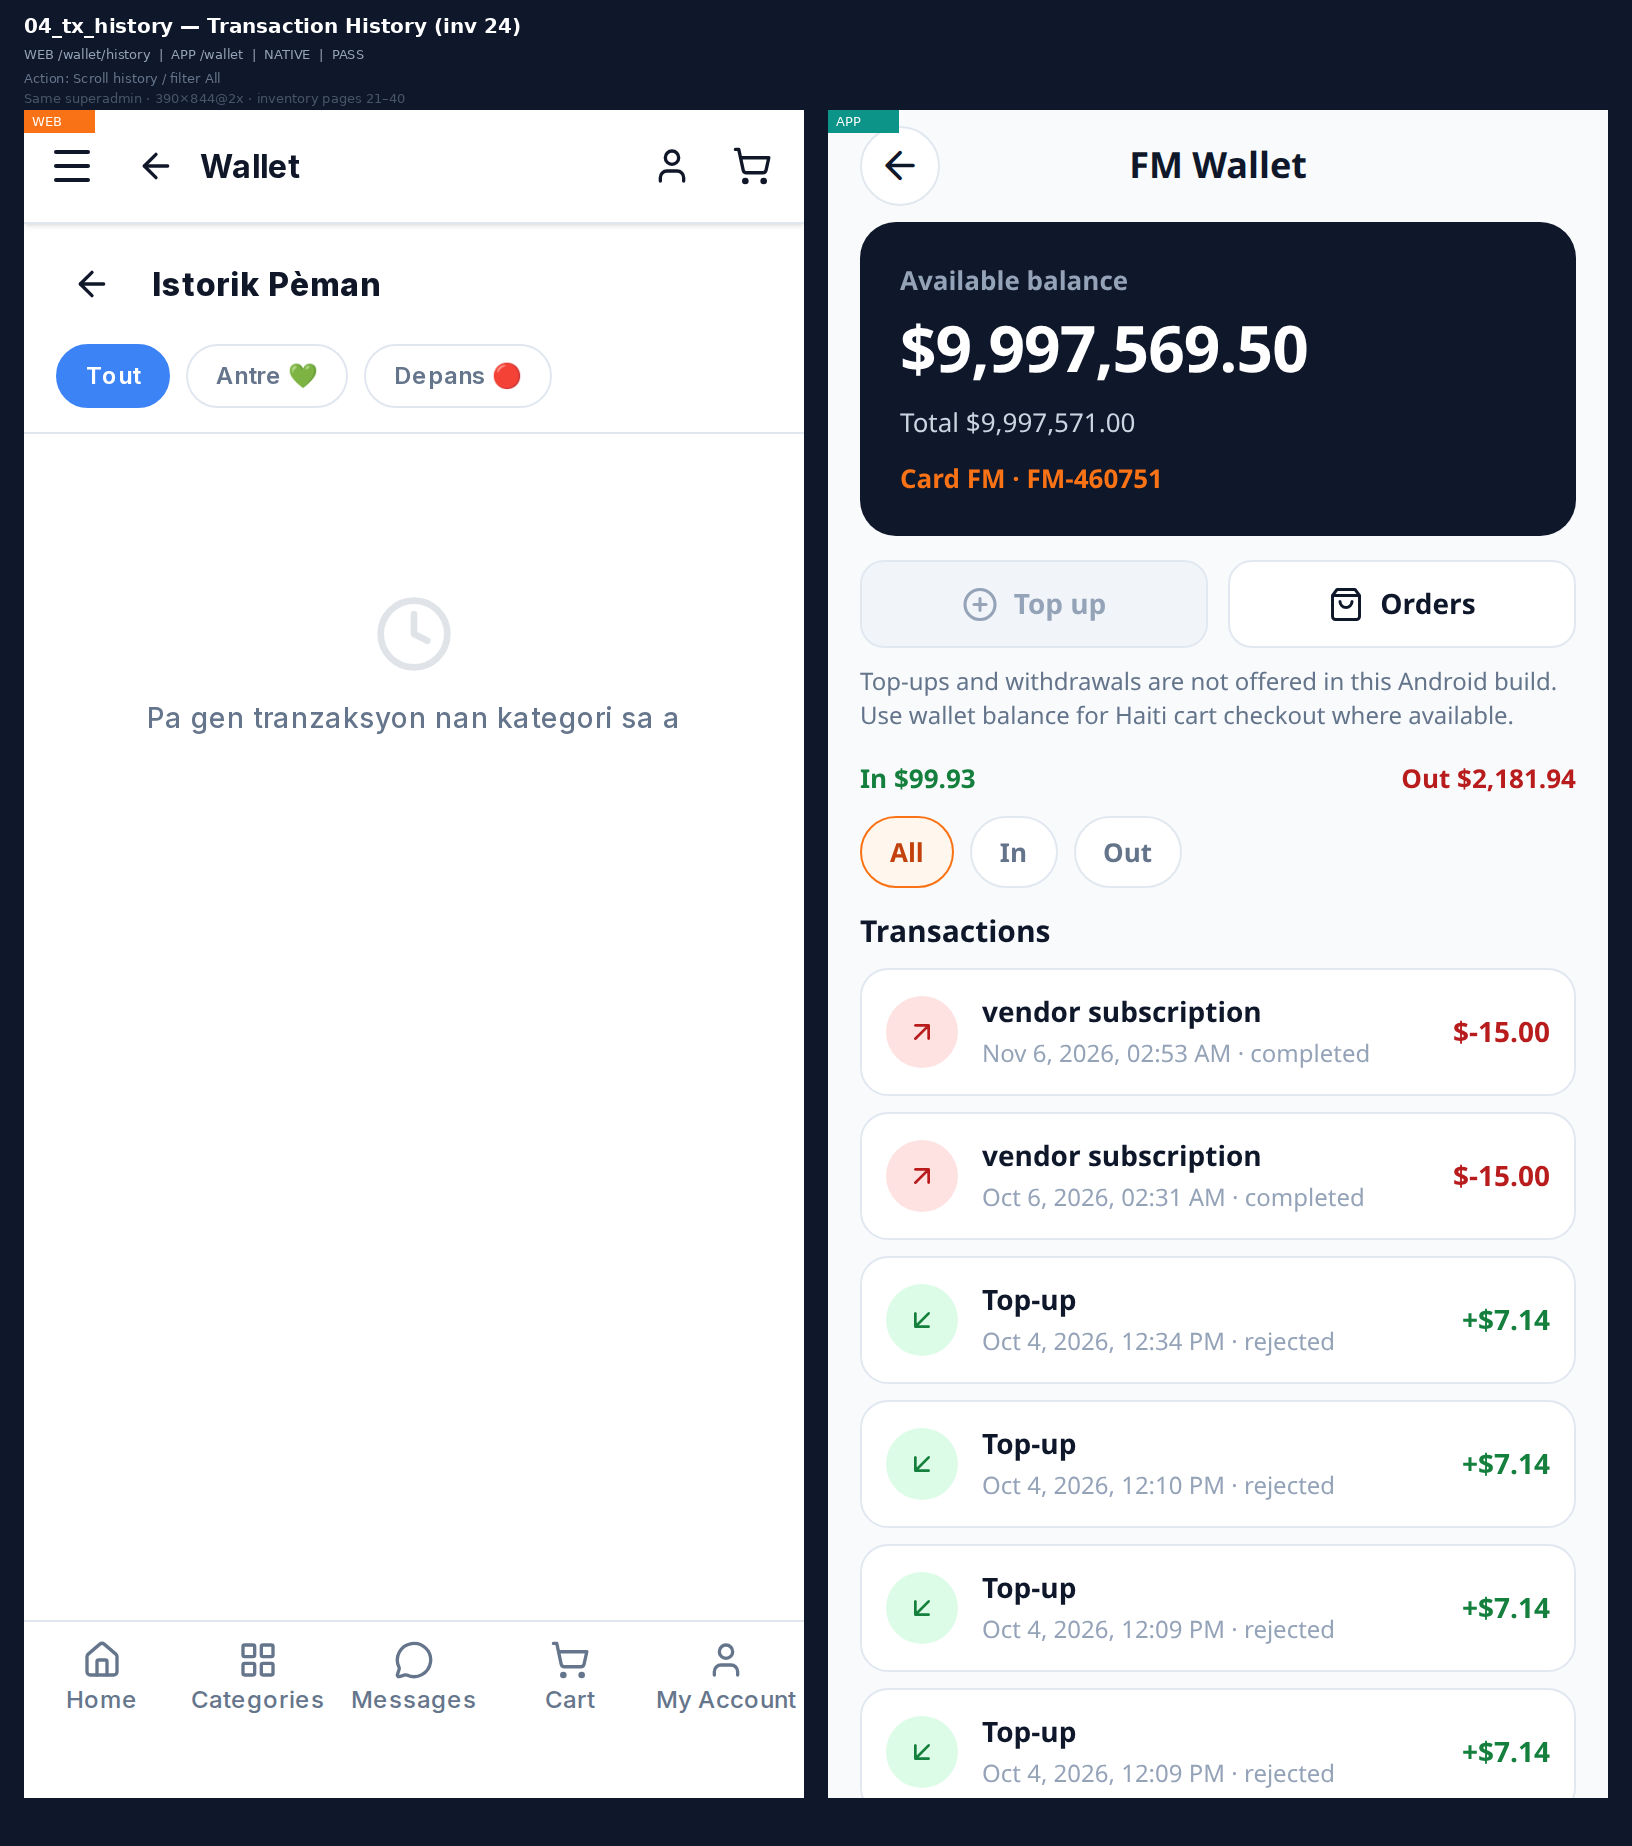 04_tx_history — Transaction History (inv 24)
WEB /wallet/history | APP /wallet | NATIVE | PASS
Action: Scroll history / filter All
Same superadmin · 390×844@2x · inventory pages 21–40
WEB
Wallet
Istorik Pèman
Tout
Antre 💚
Depans 🔴
Pa gen tranzaksyon nan kategori sa a
Home
Categories
Messages
Cart
My Account
APP
FM Wallet
Available balance
$9,997,569.50
Total $9,997,571.00
Card FM · FM-460751
Top up
Orders
Top-ups and withdrawals are not offered in this Android build.
Use wallet balance for Haiti cart checkout where available.
In $99.93
Out $2,181.94
All
In
Out
Transactions
vendor subscription
Nov 6, 2026, 02:53 AM · completed
$-15.00
vendor subscription
Oct 6, 2026, 02:31 AM · completed
$-15.00
Top-up
Oct 4, 2026, 12:34 PM · rejected
+$7.14
Top-up
Oct 4, 2026, 12:10 PM · rejected
+$7.14
Top-up
Oct 4, 2026, 12:09 PM · rejected
+$7.14
Top-up
Oct 4, 2026, 12:09 PM · rejected
+$7.14